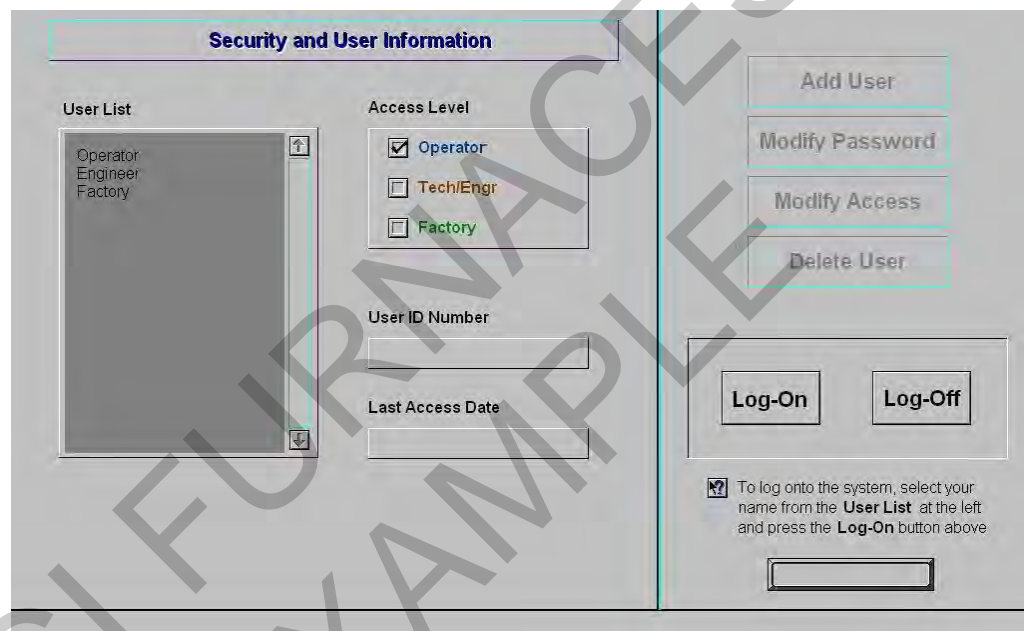 Security and User Information
User List
Operator
Engineer
Factory
Access Level
Operator
Tech/Engr
Factory
User ID Number
Last Access Date
Add User
Modify Password
Modify Access
Delete User
Log-On
Log-Off
To log onto the system, select your
name from the User List at the left
and press the Log-On button above
FURNACES
EXAMPLE